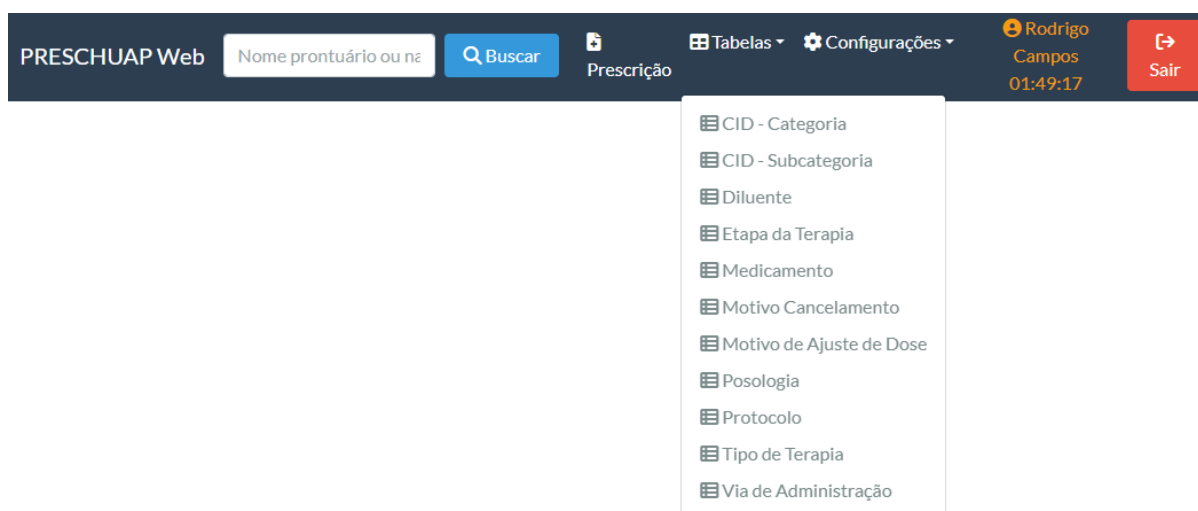 PRESCHUAP Web
Nome prontuário ou na
Buscar
Prescrição
Tabelas
Configurações
Rodrigo
Campos
01:49:17
Sair
CID - Categoria
CID - Subcategoria
Diluente
Etapa da Terapia
Medicamento
Motivo Cancelamento
Motivo de Ajuste de Dose
Posologia
Protocolo
Tipo de Terapia
Via de Administração